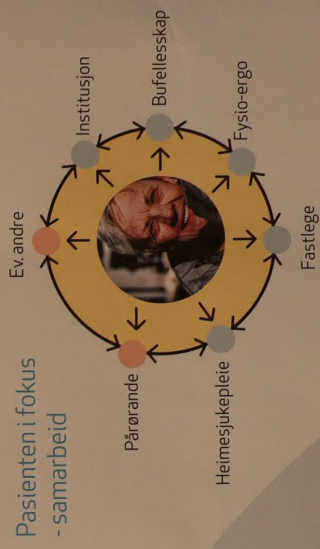 Pasienten i fokus
- samarbeid
Ev. andre
Institusjon
Bufellesskap
Fysio-ergo
Fastlege
Heimesjukepleie
Pårørande